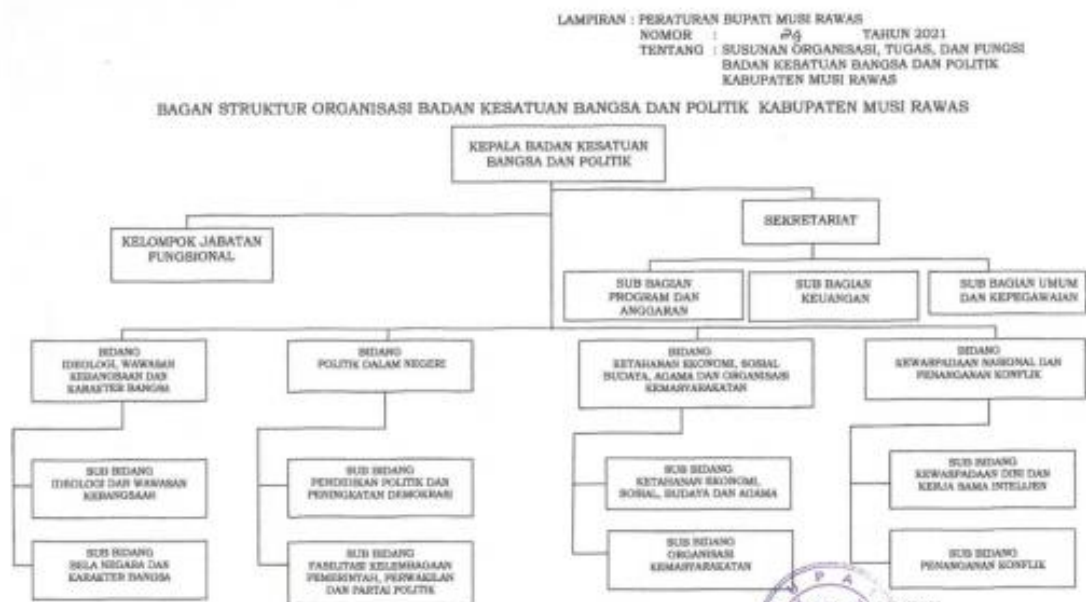 LAMPIRAN : PERATURAN BUPATI MUSI RAWAS
NOMOR : 29 TAHUN 2021
TENTANG : SUSUNAN ORGANISASI, TUGAS, DAN FUNGSI
BADAN KESATUAN BANGSA DAN POLITIK
KABUPATEN MUSI RAWAS
BAGAN STRUKTUR ORGANISASI BADAN KESATUAN BANGSA DAN POLITIK KABUPATEN MUSI RAWAS
KEPALA BADAN KESATUAN
BANGSA DAN POLITIK
SEKRETARIAT
KELOMPOK JABATAN
FUNGSIONAL
SUB BAGIAN
PROGRAM DAN
ANGGARAN
SUB BAGIAN
KEUANGAN
SUB BAGIAN UMUM
DAN KEPEGAWAIAN
BIDANG
IDEOLOGI, WAWASAN
KEBANGSAAN DAN
KARAKTER BANGSA
BIDANG
POLITIK DALAM NEGERI
BIDANG
KETAHANAN EKONOMI, SOSIAL
BUDAYA, AGAMA DAN ORGANISASI
KEMASYARAKATAN
BIDANG
KEWASPADAAN NASIONAL DAN
PENANGANAN KONFLIK
SUB BIDANG
IDEOLOGI DAN WAWASAN
KEBANGSAAN
SUB BIDANG
PENDIDIKAN POLITIK DAN
PENINGKATAN DEMOKRASI
SUB BIDANG
KETAHANAN EKONOMI,
SOSIAL, BUDAYA DAN AGAMA
SUB BIDANG
KEWASPADAAN DINI DAN
KERJA SAMA INTELIJEN
SUB BIDANG
BELA NEGARA DAN
KARAKTER BANGSA
SUB BIDANG
FASILITASI KELEMBAGAAN
PEMERINTAH, PERWAKILAN
DAN PARTAI POLITIK
SUB BIDANG
ORGANISASI
KEMASYARAKATAN
SUB BIDANG
PENANGANAN KONFLIK